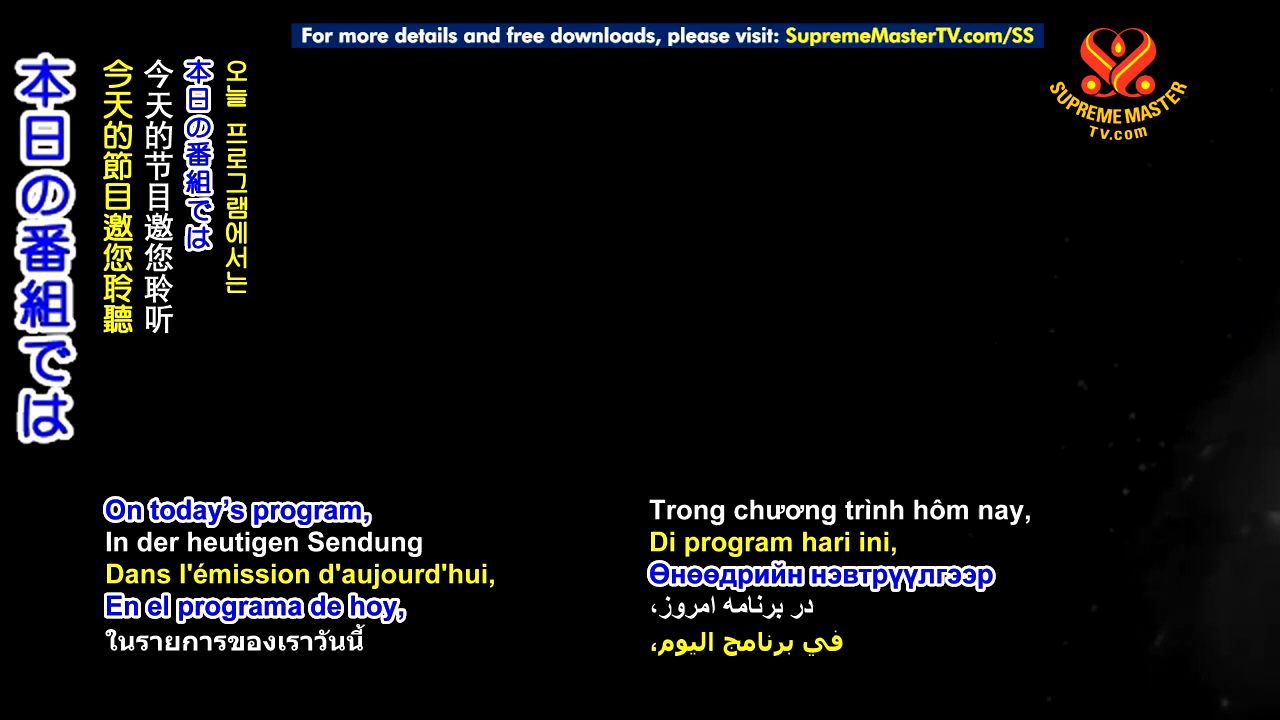 For more details and free downloads, please visit: SupremeMasterTV.com/SS
SUPREME MASTER
TV.com
本日の番組では
今天的節目邀您聆聽
今天的节目邀您聆听
本日の番組では
오늘 프로그램에서는
On today's program,
In der heutigen Sendung
Dans l'émission d'aujourd'hui,
En el programa de hoy,
ในรายการของเราวันนี้
Trong chương trình hôm nay,
Di program hari ini,
Өнөөдрийн нэвтрүүлгээр
در برنامه امروز،
في برنامج اليوم،